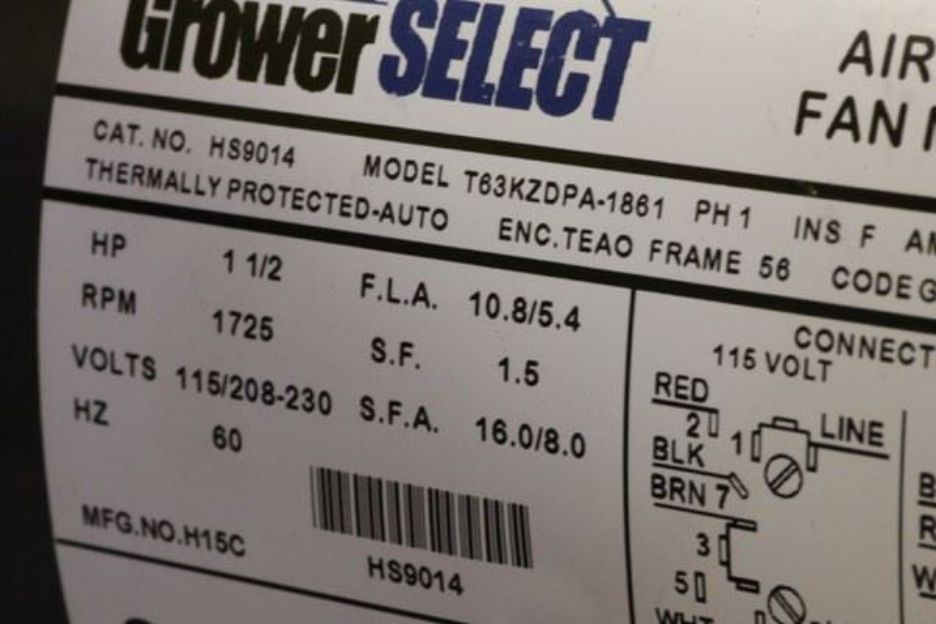 Grower SELECT
AIR
FAN
CAT. NO. HS9014 MODEL T63KZDPA-1861 PH 1 INS F
THERMALLY PROTECTED-AUTO ENC.TEAO FRAME 56 CODE G
HP 1 1/2 F.L.A. 10.8/5.4
RPM 1725 S.F. 1.5
VOLTS 115/208-230 S.F.A. 16.0/8.0
HZ 60
MFG.NO.H15C
HS9014
CONNECT
115 VOLT
RED
2 1 LINE
BLK
BRN 7
3
5
WHT
B
R
W